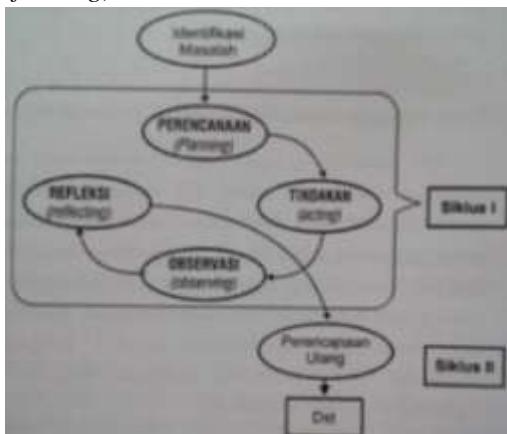 Identifikasi
Masalah
PERENCANAAN
(Planning)
TINDAKAN
(acting)
OBSERVASI
(observing)
REFLEKSI
(reflecting)
Siklus I
Perencanaan
Ulang
Siklus II
Dst